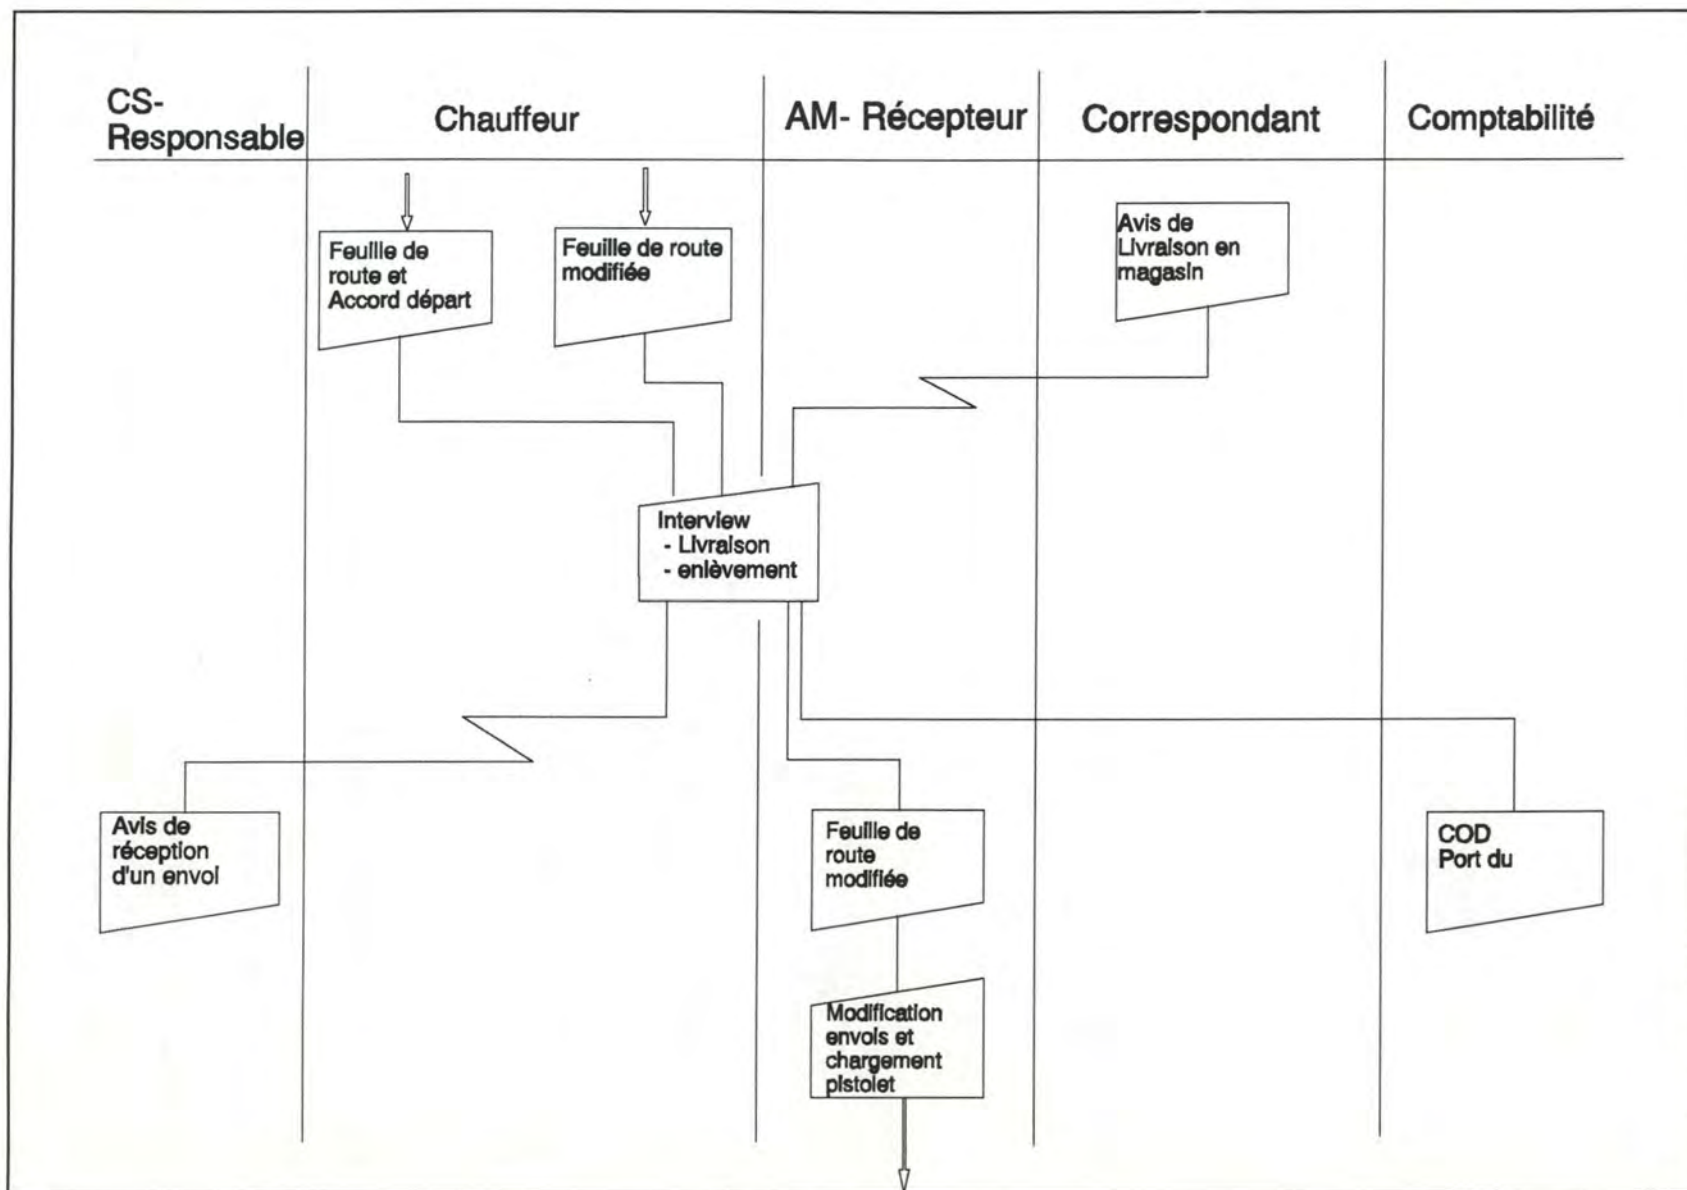 CS-
Responsable
Chauffeur
AM- Récepteur
Correspondant
Comptabilité
Feuille de
route et
Accord départ
Feuille de route
modifiée
Avis de
Livraison en
magasin
Interview
- Livraison
- enlèvement
Avis de
réception
d'un envoi
Feuille de
route
modifiée
COD
Port du
Modification
envois et
chargement
pistolet